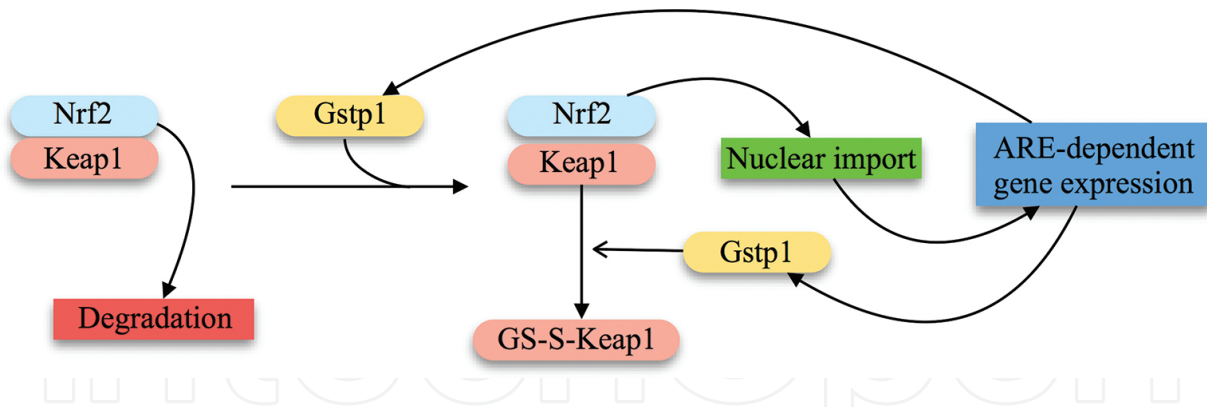 Nrf2
Keap1
Degradation
Gstp1
Nrf2
Keap1
GS-S-Keap1
Nuclear import
Gstp1
ARE-dependent
gene expression